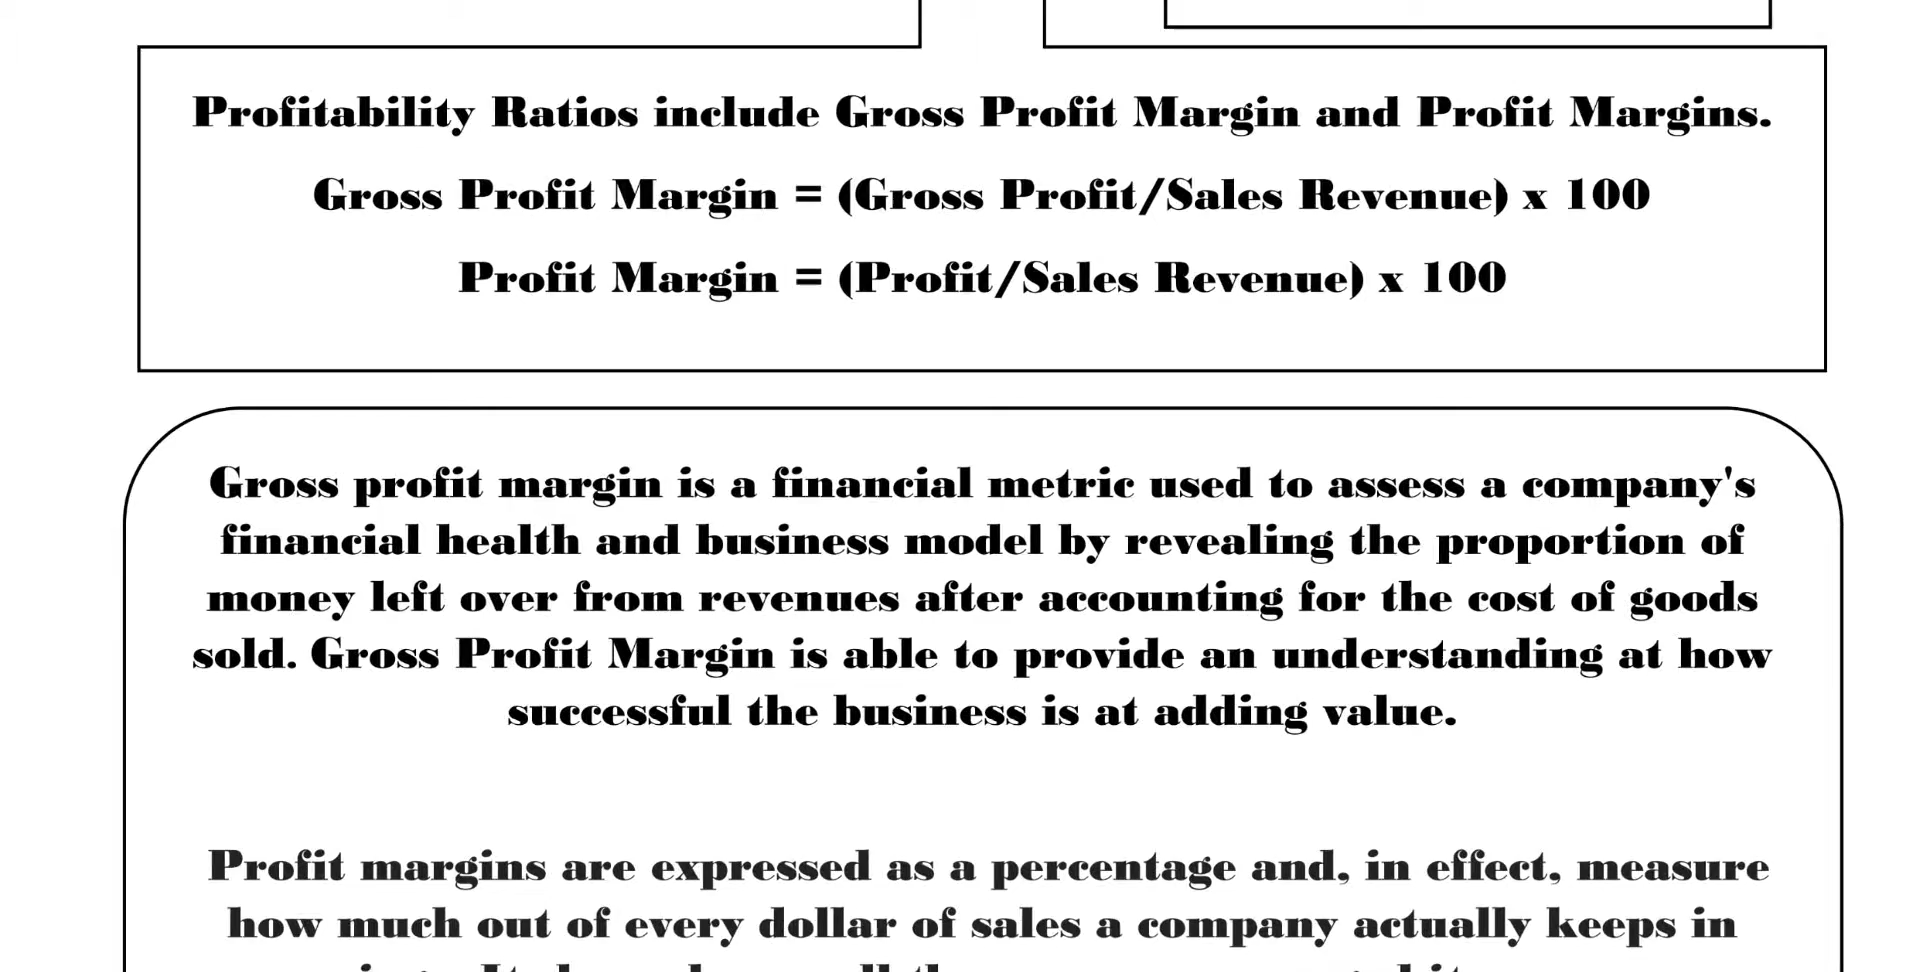 Profitability Ratios include Gross Profit Margin and Profit Margins.
Gross Profit Margin = (Gross Profit/Sales Revenue) x 100
Profit Margin = (Profit/Sales Revenue) x 100
Gross profit margin is a financial metric used to assess a company's
financial health and business model by revealing the proportion of
money left over from revenues after accounting for the cost of goods
sold. Gross Profit Margin is able to provide an understanding at how
successful the business is at adding value.
Profit margins are expressed as a percentage and, in effect, measure
how much out of every dollar of sales a company actually keeps in